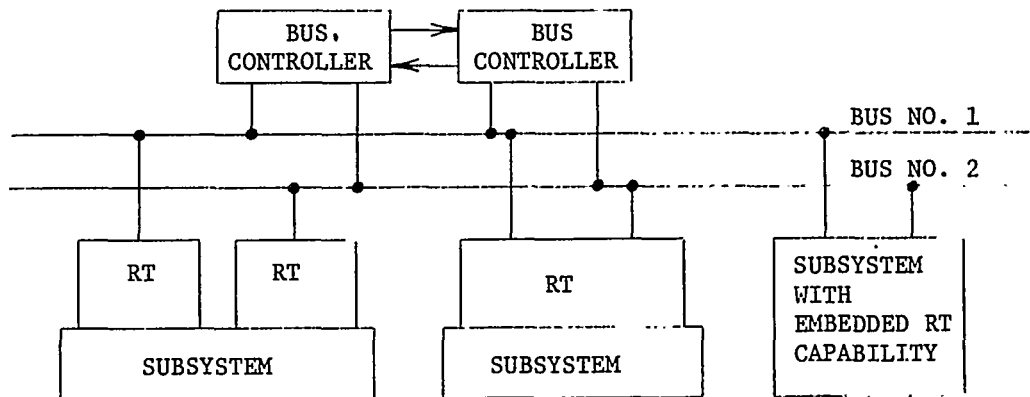 BUS.
CONTROLLER
BUS
CONTROLLER
BUS NO. 1
BUS NO. 2
RT
RT
RT
SUBSYSTEM
WITH
EMBEDDED RT
CAPABILITY
SUBSYSTEM
SUBSYSTEM